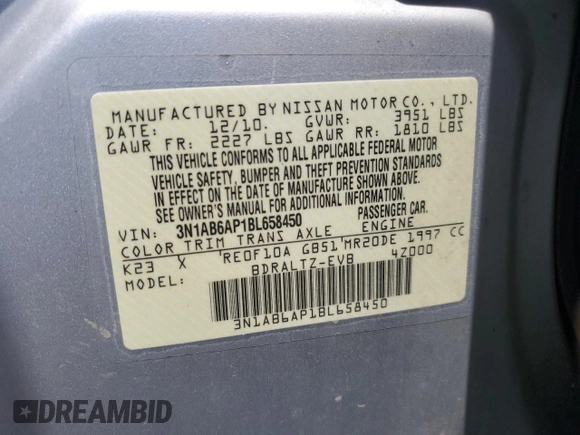 MANUFACTURED BY NISSAN MOTOR CO., LTD.
DATE: 12/10. GVWR: 3951 LBS
GAWR FR: 2227 LBS GAWR RR: 1810 LBS
THIS VEHICLE CONFORMS TO ALL APPLICABLE FEDERAL MOTOR
VEHICLE SAFETY, BUMPER AND THEFT PREVENTION STANDARDS
IN EFFECT ON THE DATE OF MANUFACTURE SHOWN ABOVE.
SEE OWNER'S MANUAL FOR ADDITIONAL INFORMATION.
VIN: 3N1AB6AP1BL658450 PASSENGER CAR.
COLOR TRIM TRANS AXLE ENGINE
K23 X RE0F10A GB51 MR20DE 1997 CC
MODEL: BDRALTZ-EVB 4Z000
3N1AB6AP1BL658450
DREAMBID